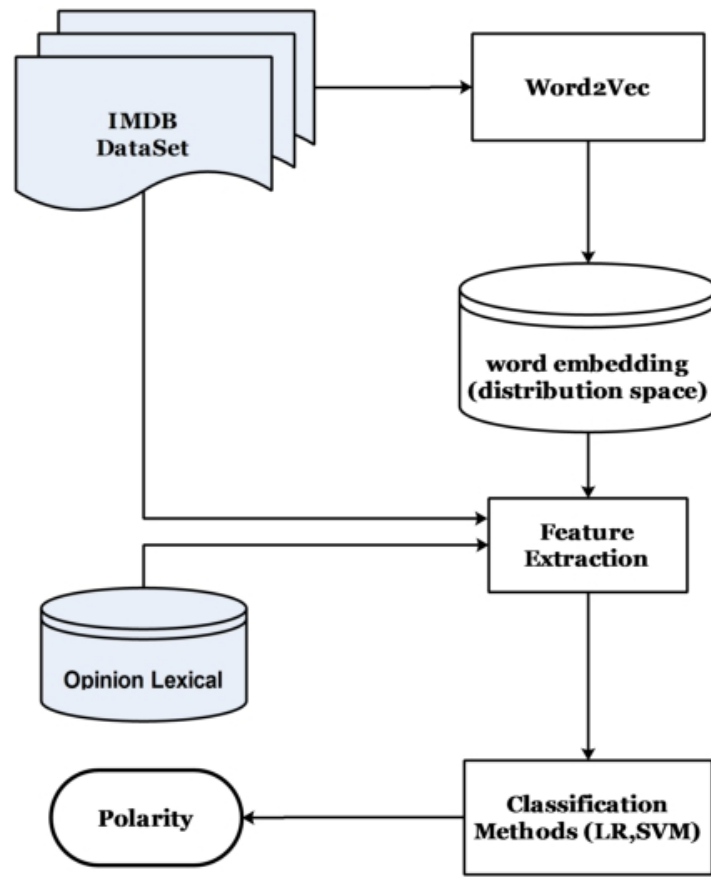 IMDB
DataSet
Word2Vec
word embedding
(distribution space)
Feature
Extraction
Opinion Lexical
Polarity
Classification
Methods (LR,SVM)